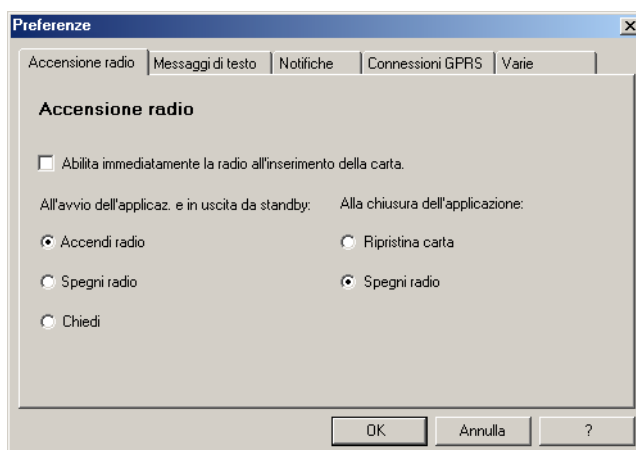 Preferenze
Accensione radio Messaggi di testo Notifiche Connessioni GPRS Varie
Accensione radio
Abilita immediatamente la radio all'inserimento della carta.
All'avvio dell'applicaz. e in uscita da standby: Alla chiusura dell'applicazione:
Accendi radio Ripristina carta
Spegni radio Spegni radio
Chiedi
OK Annulla ?